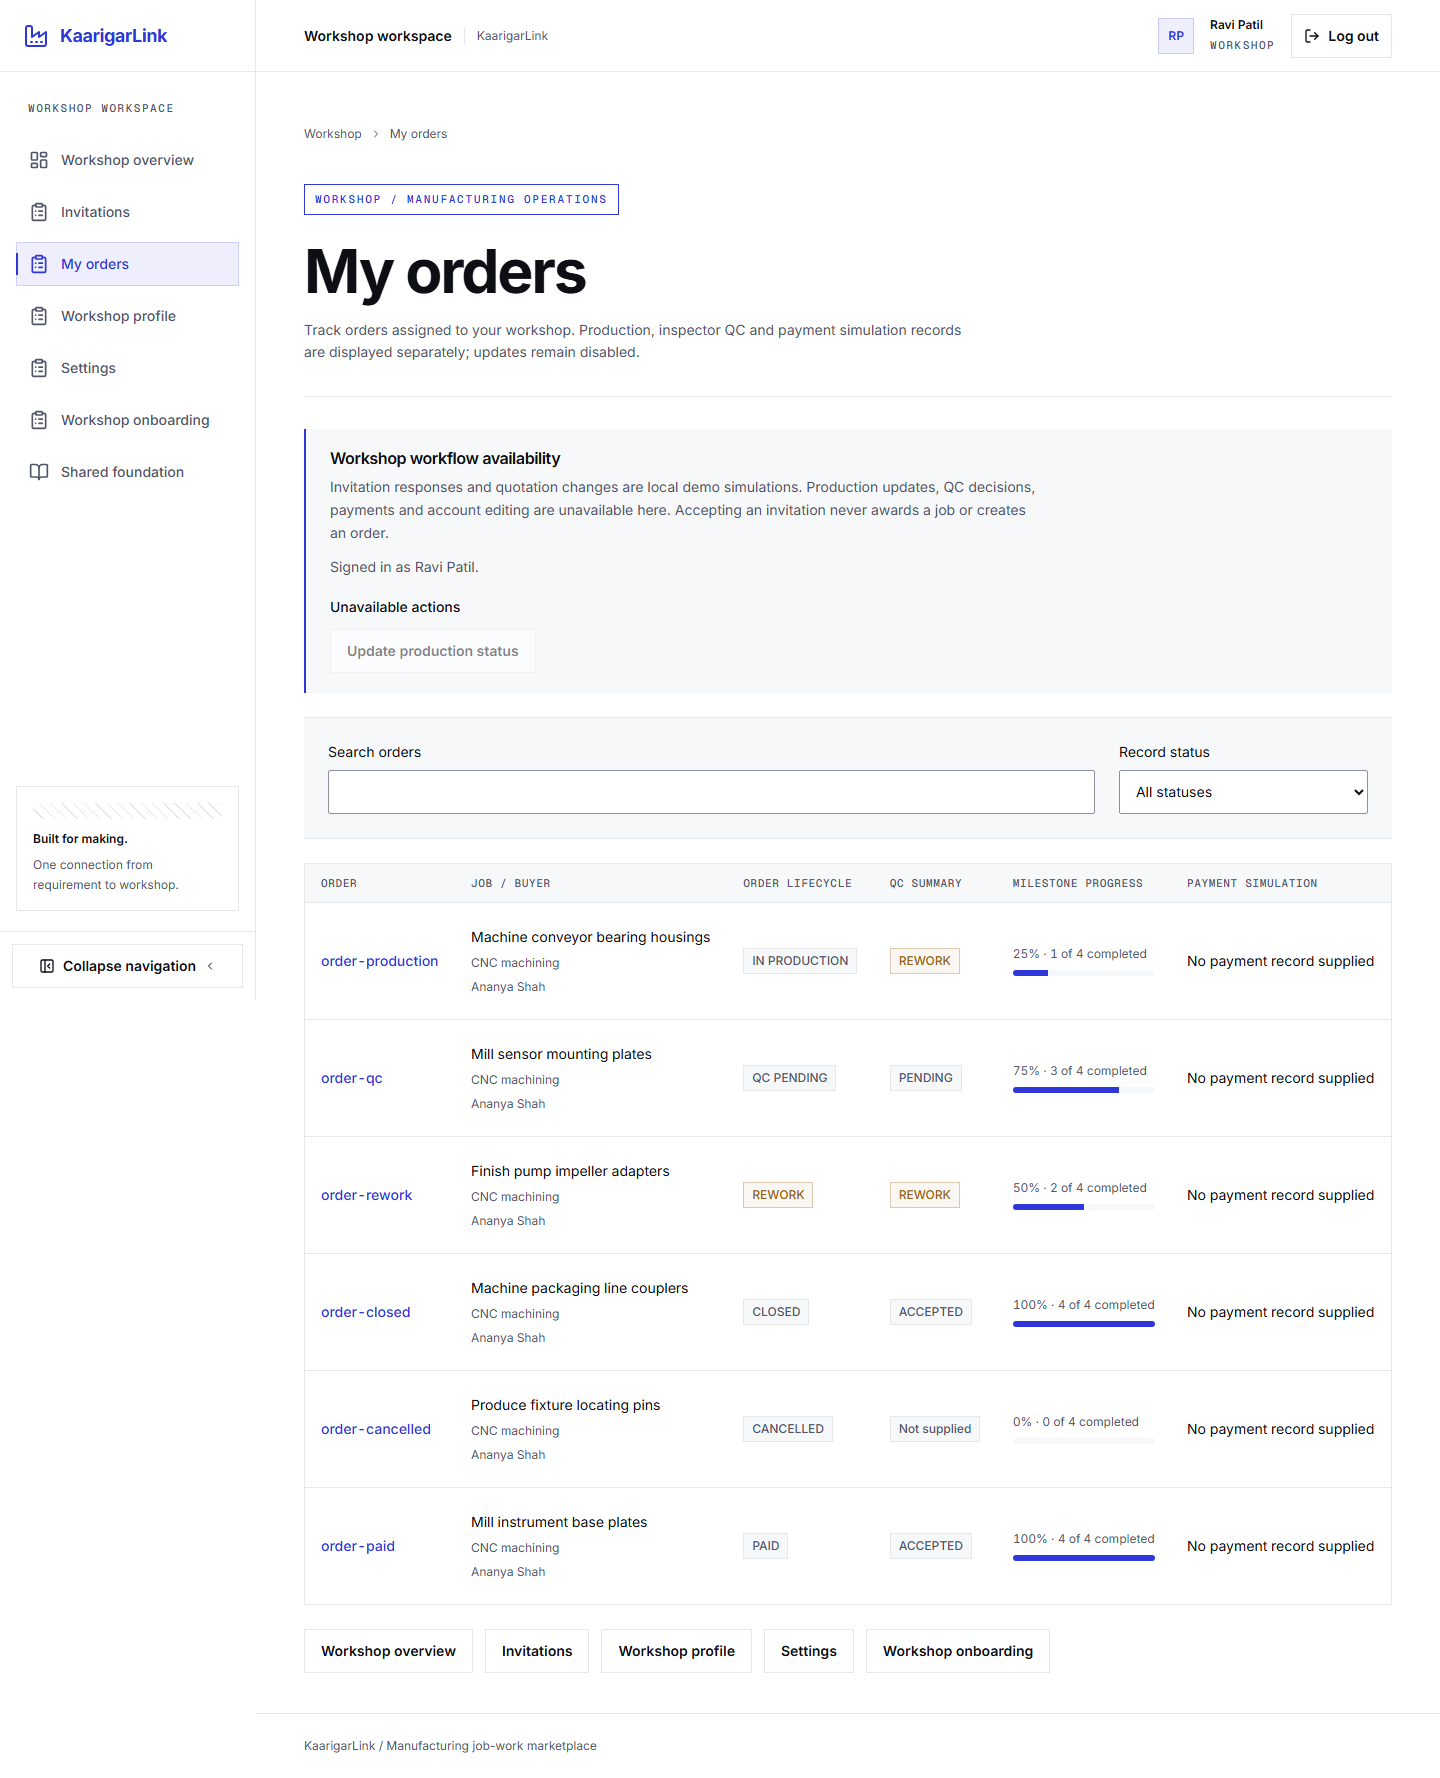 KaarigarLink
Workshop workspace
KaarigarLink
RP
Ravi Patil
WORKSHOP
Log out
WORKSHOP WORKSPACE
Workshop overview
Invitations
My orders
Workshop profile
Settings
Workshop onboarding
Shared foundation
Built for making.
One connection from
requirement to workshop.
Collapse navigation
Workshop > My orders
WORKSHOP / MANUFACTURING OPERATIONS
My orders
Track orders assigned to your workshop. Production, inspector QC and payment simulation records
are displayed separately; updates remain disabled.
Workshop workflow availability
Invitation responses and quotation changes are local demo simulations. Production updates, QC decisions,
payments and account editing are unavailable here. Accepting an invitation never awards a job or creates
an order.
Signed in as Ravi Patil.
Unavailable actions
Update production status
Search orders
Record status
All statuses
ORDER JOB / BUYER ORDER LIFECYCLE QC SUMMARY MILESTONE PROGRESS PAYMENT SIMULATION
order-production
Machine conveyor bearing housings
CNC machining
Ananya Shah
IN PRODUCTION
REWORK
25% · 1 of 4 completed
No payment record supplied
order-qc
Mill sensor mounting plates
CNC machining
Ananya Shah
QC PENDING
PENDING
75% · 3 of 4 completed
No payment record supplied
order-rework
Finish pump impeller adapters
CNC machining
Ananya Shah
REWORK
REWORK
50% · 2 of 4 completed
No payment record supplied
order-closed
Machine packaging line couplers
CNC machining
Ananya Shah
CLOSED
ACCEPTED
100% · 4 of 4 completed
No payment record supplied
order-cancelled
Produce fixture locating pins
CNC machining
Ananya Shah
CANCELLED
Not supplied
0% · 0 of 4 completed
No payment record supplied
order-paid
Mill instrument base plates
CNC machining
Ananya Shah
PAID
ACCEPTED
100% · 4 of 4 completed
No payment record supplied
Workshop overview
Invitations
Workshop profile
Settings
Workshop onboarding
KaarigarLink / Manufacturing job-work marketplace